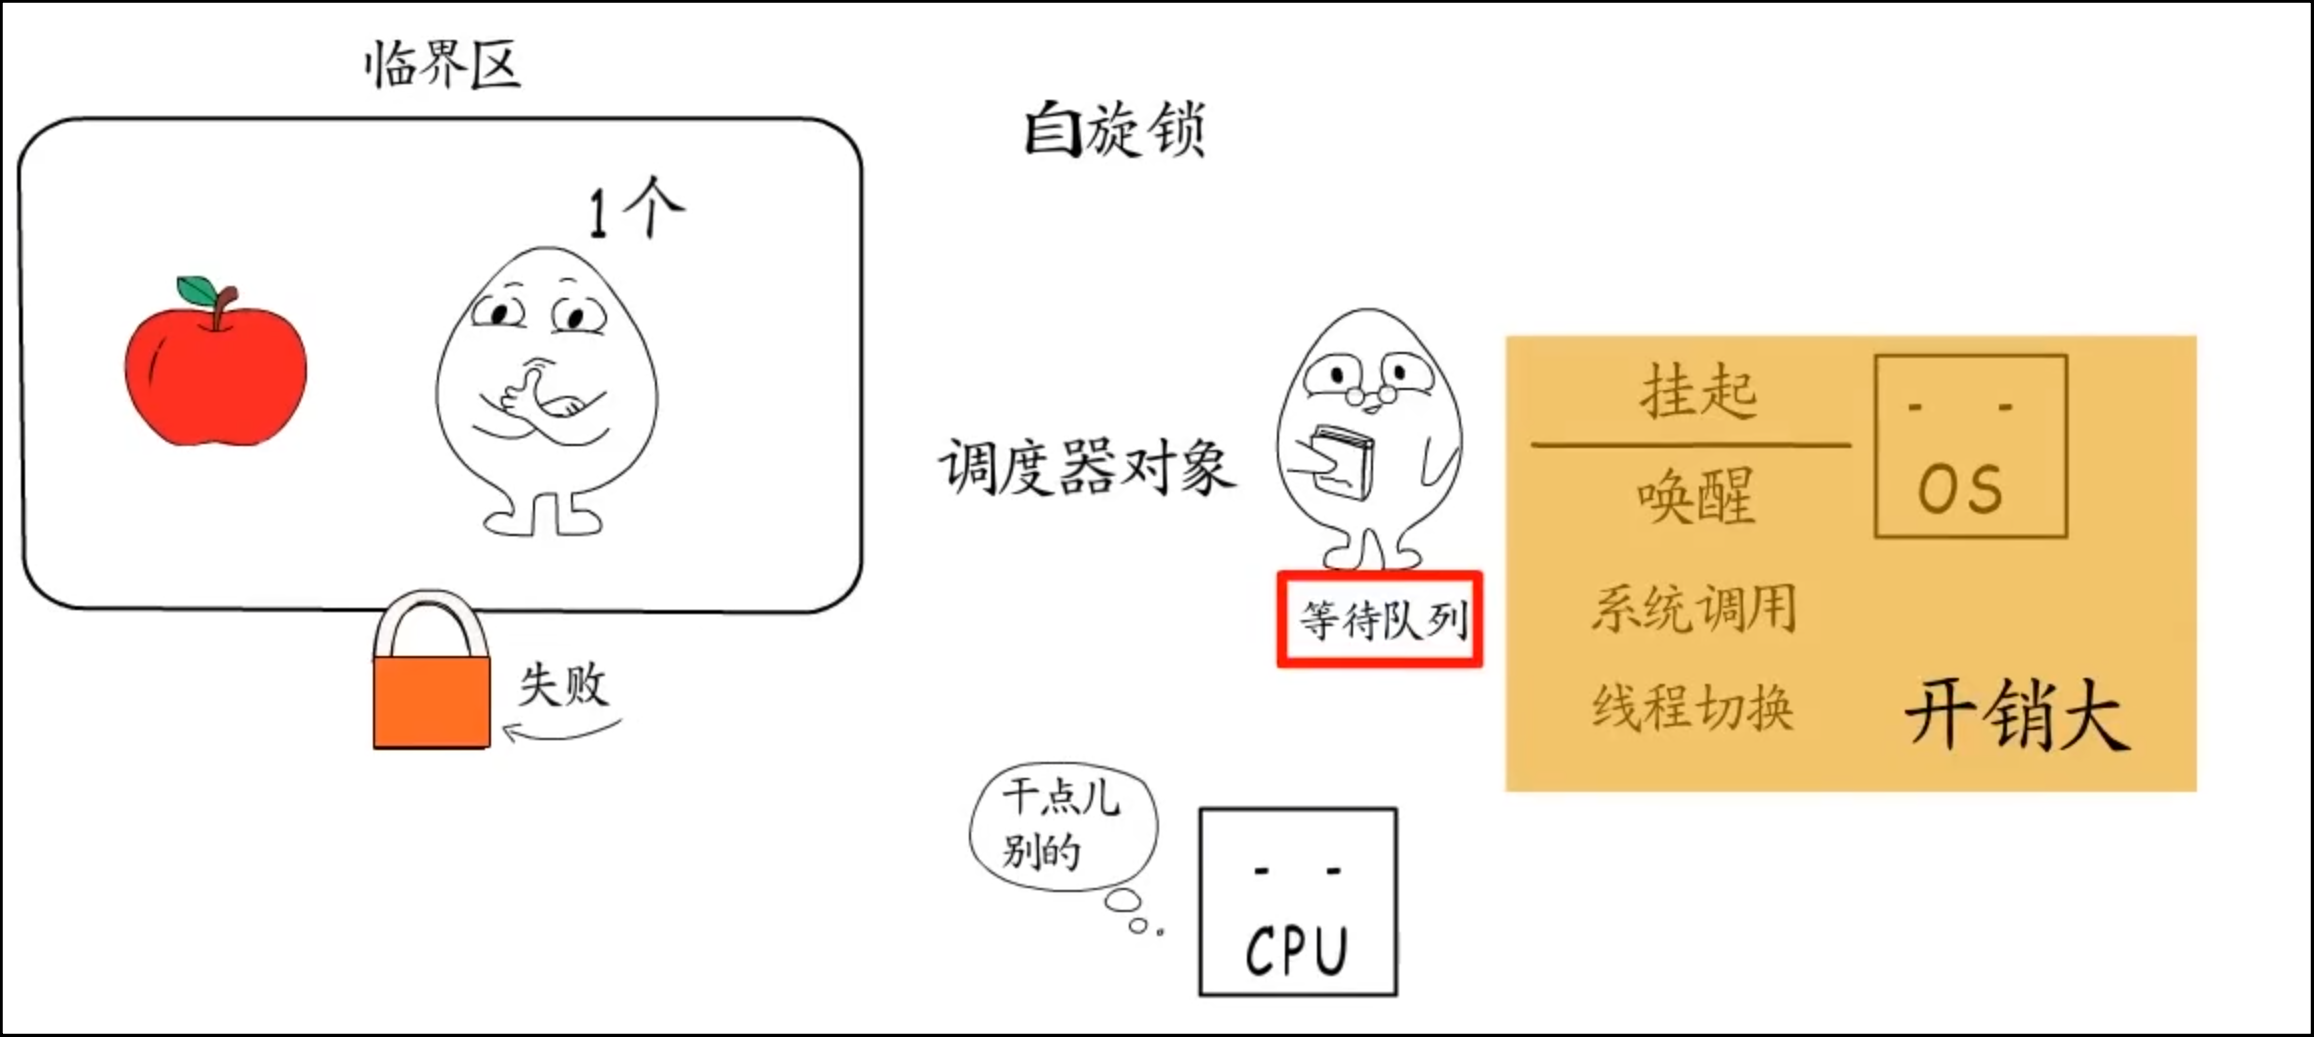 临界区
自旋锁
1个
调度器对象
挂起
唤醒
OS
等待队列
系统调用
线程切换
开销大
失败
干点儿
别的
CPU